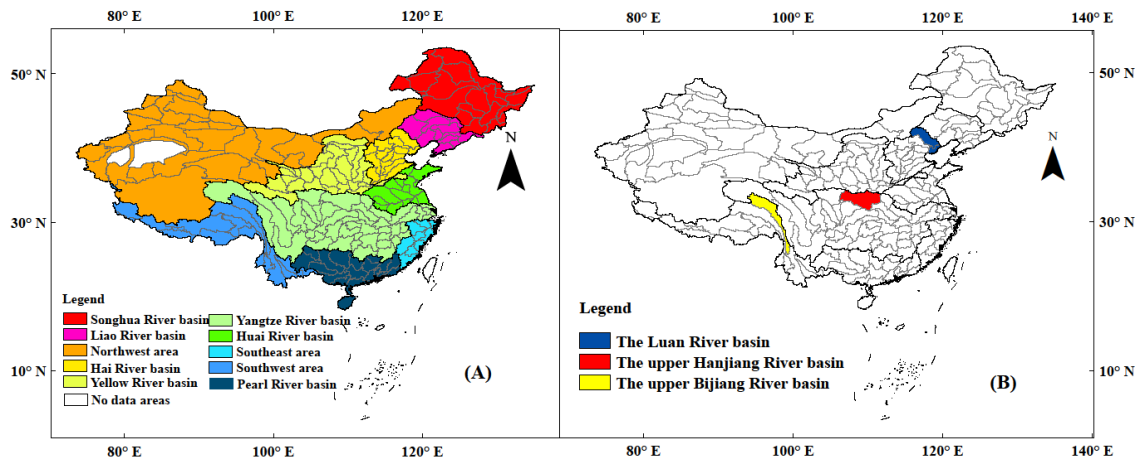 80° E 100° E 120° E
80° E 100° E 120° E 140° E
50° N
30° N
10° N
N
Legend
Songhua River basin
Liao River basin
Northwest area
Hai River basin
Yellow River basin
No data areas
Yangtze River basin
Huai River basin
Southeast area
Southwest area
Pearl River basin
(A)
80° E 100° E 120° E
N
Legend
The Luan River basin
The upper Hanjiang River basin
The upper Bijiang River basin
(B)
50° N
30° N
10° N
80° E 100° E 120° E 140° E